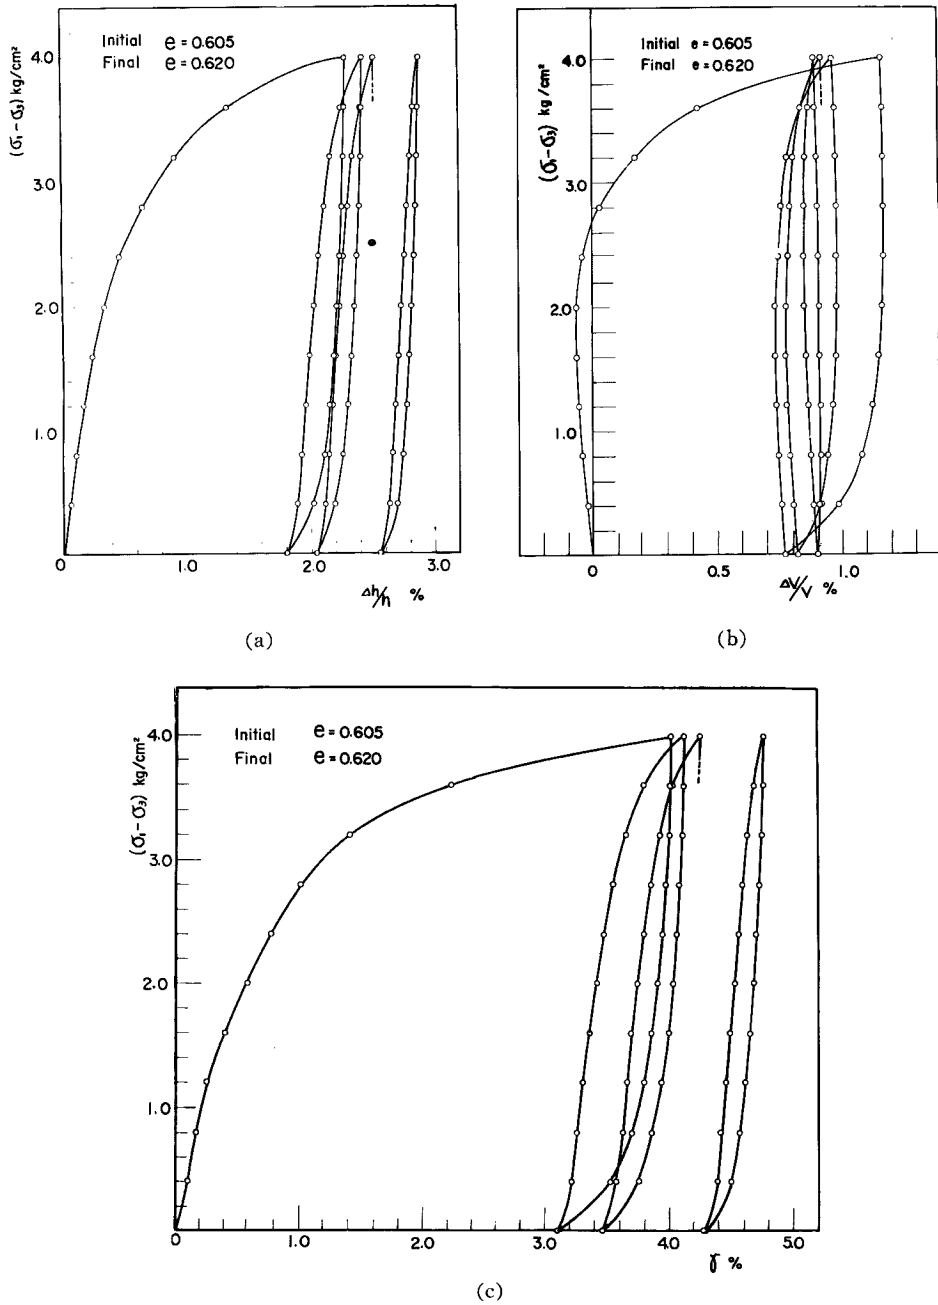 Initial e = 0.605
Final e = 0.620
(σ₁ - σ₃) kg/cm²
4.0
3.0
2.0
1.0
0
1.0
2.0
3.0
Δh/h %
(a)
Initial e = 0.605
Final e = 0.620
(σ₁ - σ₃) kg/cm²
4.0
3.0
2.0
1.0
0
0.5
1.0
ΔV/V %
(b)
Initial e = 0.605
Final e = 0.620
(σ₁ - σ₃) kg/cm²
4.0
3.0
2.0
1.0
0
1.0
2.0
3.0
4.0
5.0
γ %
(c)